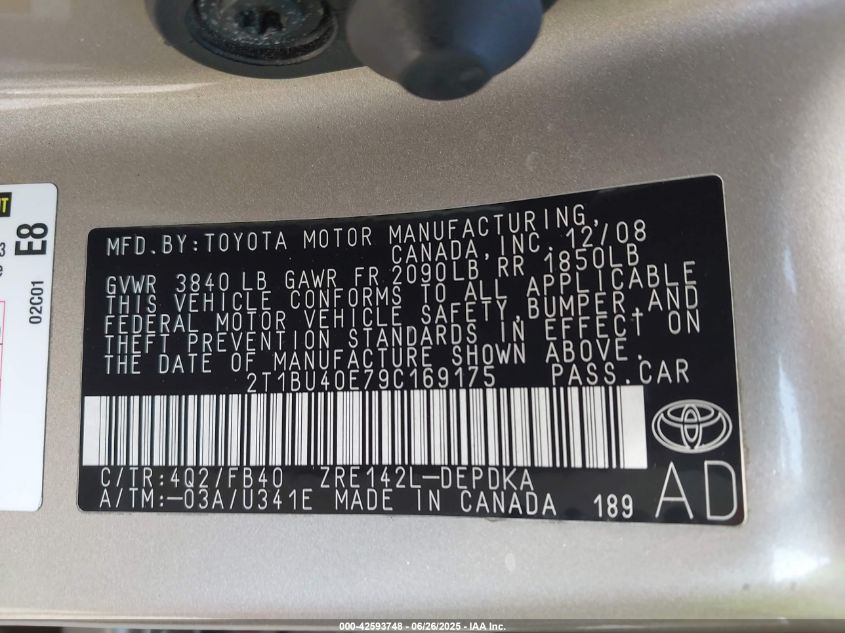 MFD.BY:TOYOTA MOTOR MANUFACTURING,
CANADA,INC. 12/08
GVWR 3840 LB GAWR FR 2090LB, RR 1850LB
THIS VEHICLE CONFORMS TO ALL APPLICABLE
FEDERAL MOTOR VEHICLE SAFETY,BUMPER,AND
THEFT PREVENTION STANDARDS IN EFFECT ON
THE DATE OF MANUFACTURE SHOWN ABOVE.
2T1BU40E79C169175 PASS.CAR
C/TR:4Q2/FB40 ZRE142L-DEPDKA
A/TM:-03A/U341E MADE IN CANADA 189
AD
E8
02C01
000-42593748 - 06/26/2025 - IAA Inc.